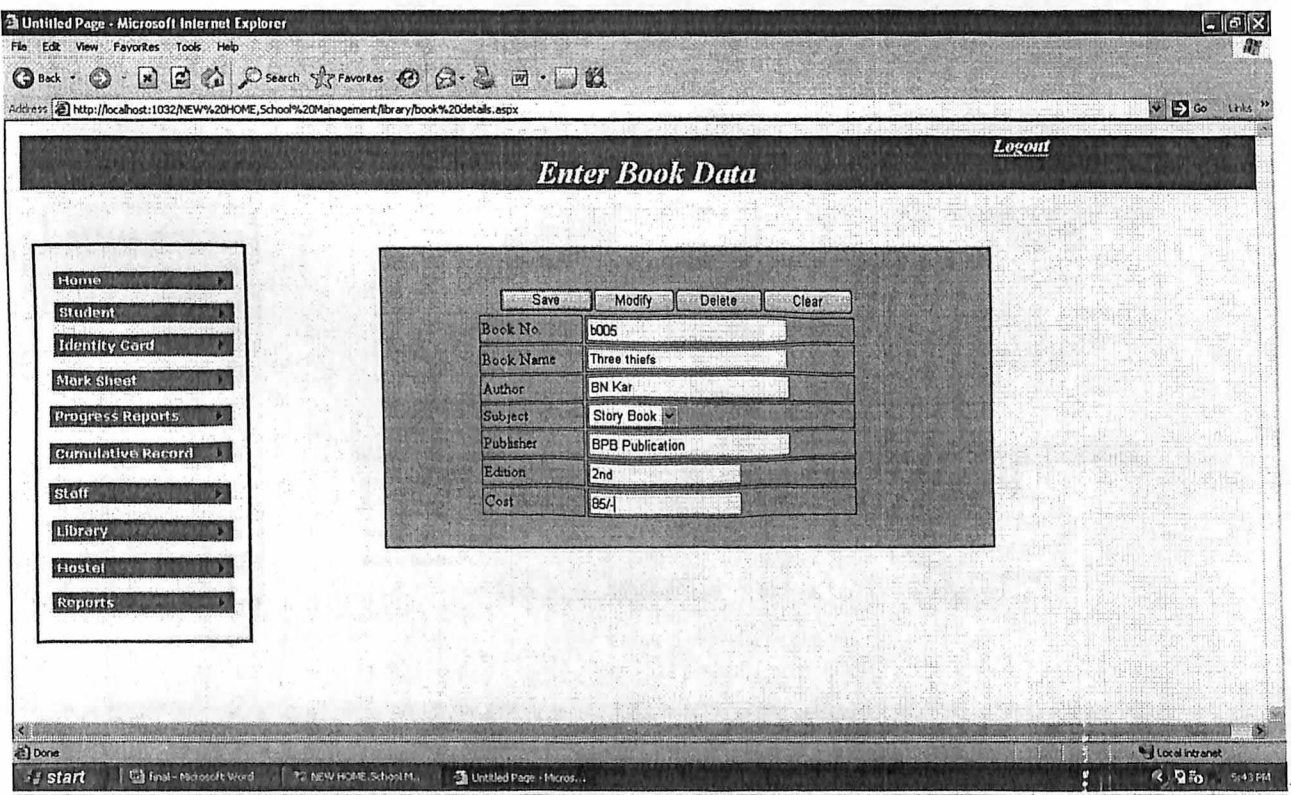 Untitled Page - Microsoft Internet Explorer
File Edit View Favorites Tools Help
Back Search Favorites
Address http://localhost:1032/NEW%20HOME,School%20Management/library/book%20details.aspx Go Links »
Logout
Enter Book Data
Home
Student
Identity Card
Mark Sheet
Progress Reports
Cumulative Record
Staff
Library
Hostel
Reports
Save Modify Delete Clear
Book No. b005
Book Name Three thiefs
Author BN Kar
Subject Story Book
Publisher BPB Publication
Edition 2nd
Cost 85/-
Done Local intranet
start final - Microsoft Word NEW HOME,School M... Untitled Page - Micros... 5:43 PM